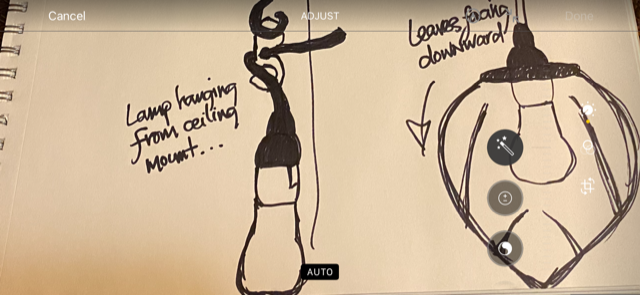 Cancel
ADJUST
Done
Leaves facing
downward
Lamp hanging
from ceiling
mount...
AUTO